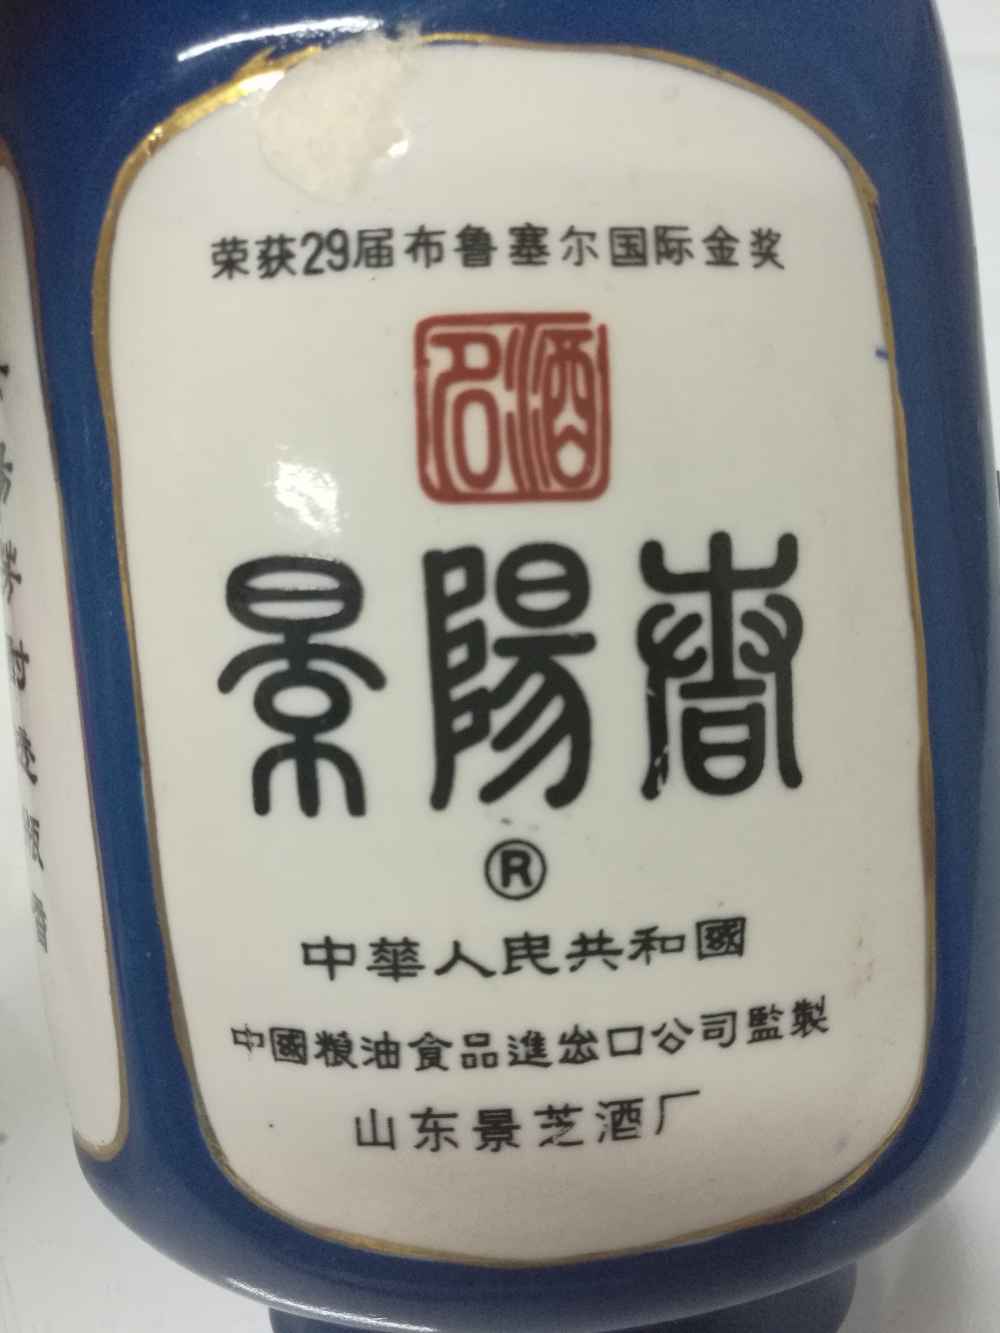 荣获29届布鲁塞尔国际金奖
名酒
景陽春
®
中華人民共和國
中國粮油食品進出口公司監製
山东景芝酒厂